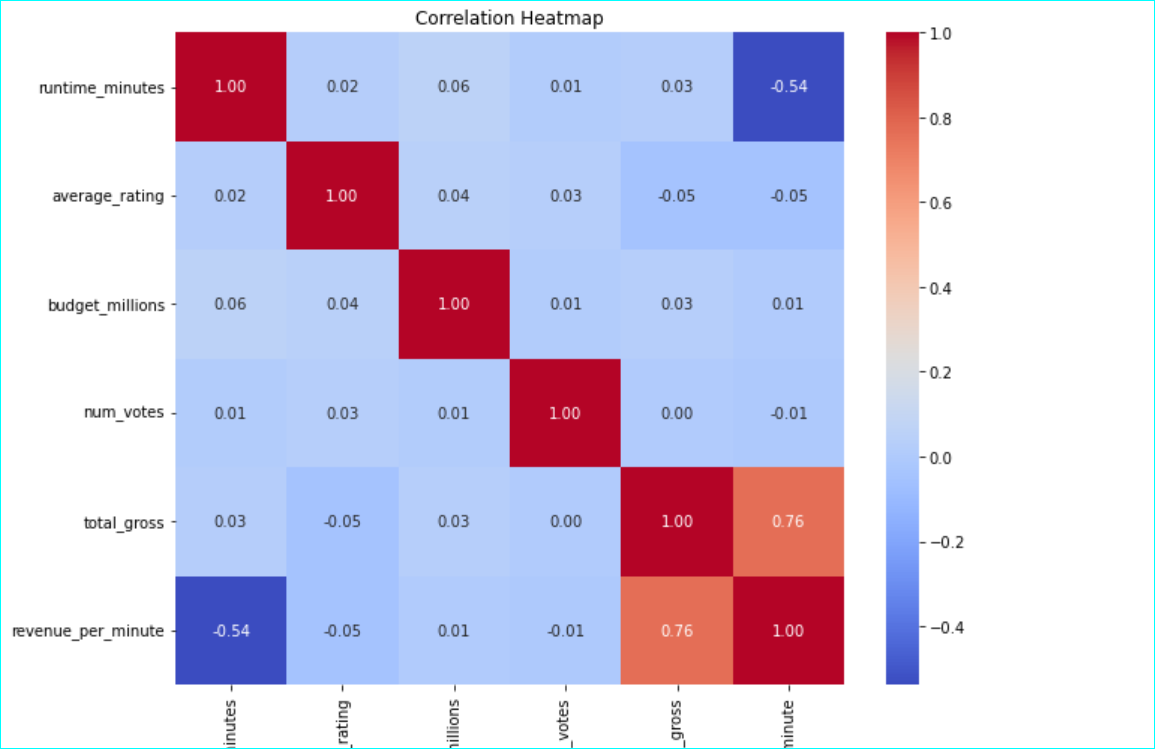 Correlation Heatmap
runtime_minutes 1.00 0.02 0.06 0.01 0.03 -0.54
average_rating 0.02 1.00 0.04 0.03 -0.05 -0.05
budget_millions 0.06 0.04 1.00 0.01 0.03 0.01
num_votes 0.01 0.03 0.01 1.00 0.00 -0.01
total_gross 0.03 -0.05 0.03 0.00 1.00 0.76
revenue_per_minute -0.54 -0.05 0.01 -0.01 0.76 1.00
inutes
_rating
illions
_votes
_gross
minute
1.0
0.8
0.6
0.4
0.2
0.0
−0.2
−0.4